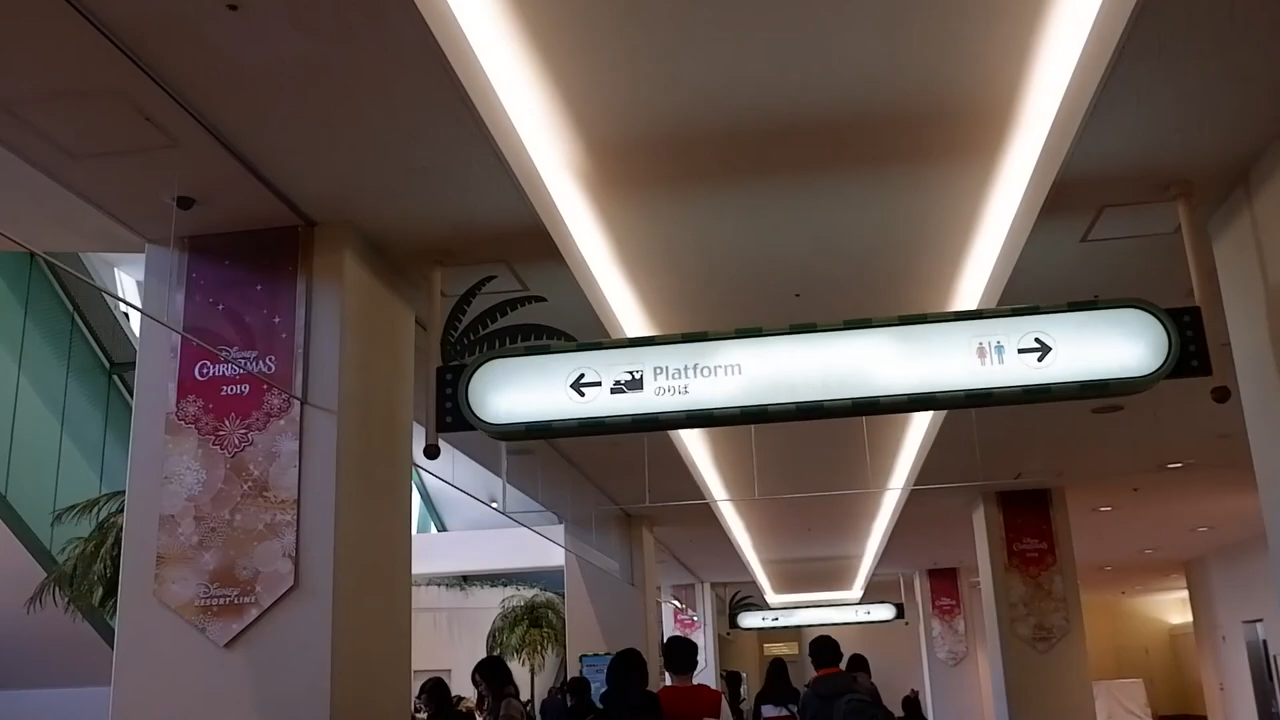 Disney
CHRISTMAS
2019
Disney
RESORT LINE
Platform
のりば